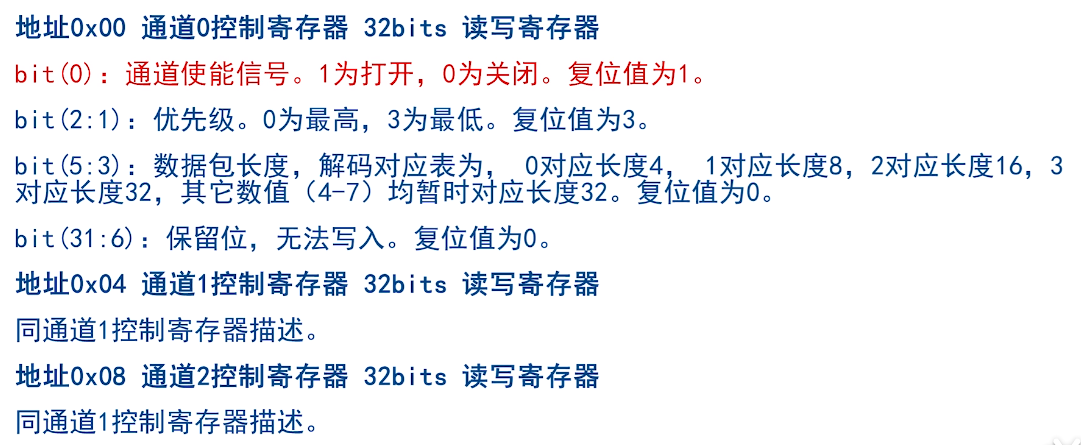 地址0x00 通道0控制寄存器 32bits 读写寄存器
bit(0)：通道使能信号。1为打开，0为关闭。复位值为1。
bit(2:1)：优先级。0为最高，3为最低。复位值为3。
bit(5:3)：数据包长度，解码对应表为， 0对应长度4， 1对应长度8，2对应长度16，3
对应长度32，其它数值（4-7）均暂时对应长度32。复位值为0。
bit(31:6)：保留位，无法写入。复位值为0。
地址0x04 通道1控制寄存器 32bits 读写寄存器
同通道1控制寄存器描述。
地址0x08 通道2控制寄存器 32bits 读写寄存器
同通道1控制寄存器描述。